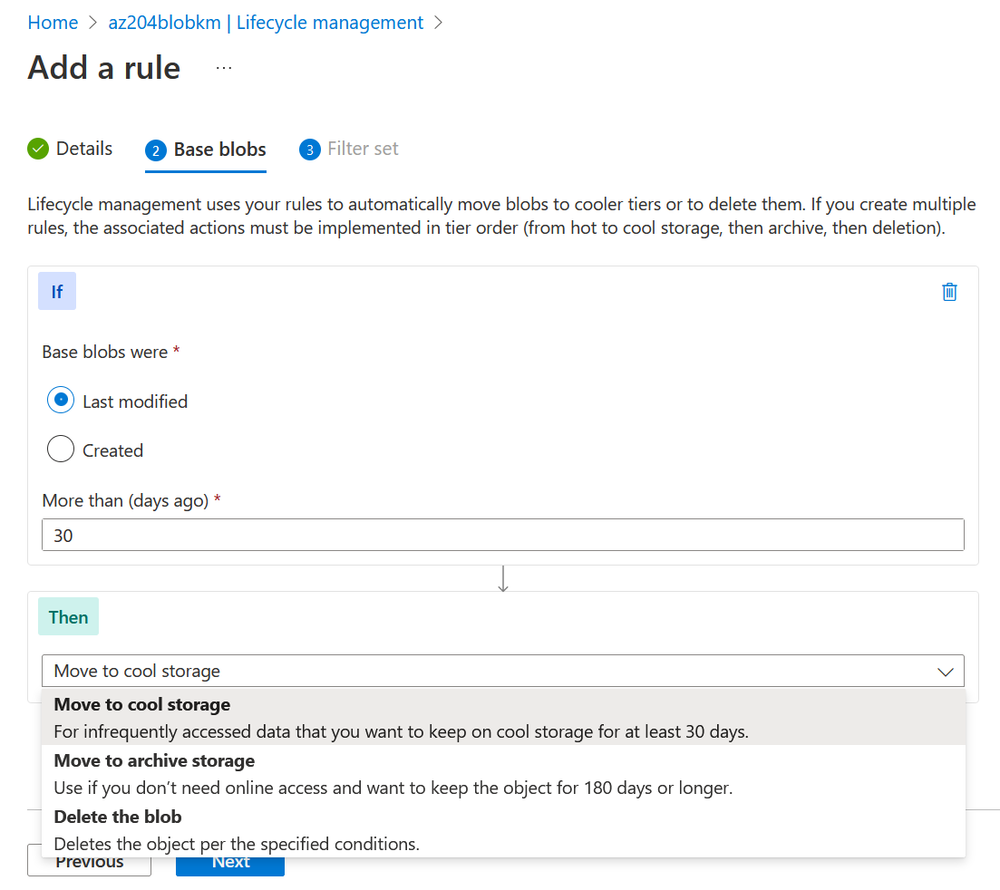 Home > az204blobkm | Lifecycle management >
Add a rule ...
Details 2 Base blobs 3 Filter set
Lifecycle management uses your rules to automatically move blobs to cooler tiers or to delete them. If you create multiple
rules, the associated actions must be implemented in tier order (from hot to cool storage, then archive, then deletion).
If
Base blobs were *
Last modified
Created
More than (days ago) *
30
Then
Move to cool storage
Move to cool storage
For infrequently accessed data that you want to keep on cool storage for at least 30 days.
Move to archive storage
Use if you don’t need online access and want to keep the object for 180 days or longer.
Delete the blob
Deletes the object per the specified conditions.
Previous Next